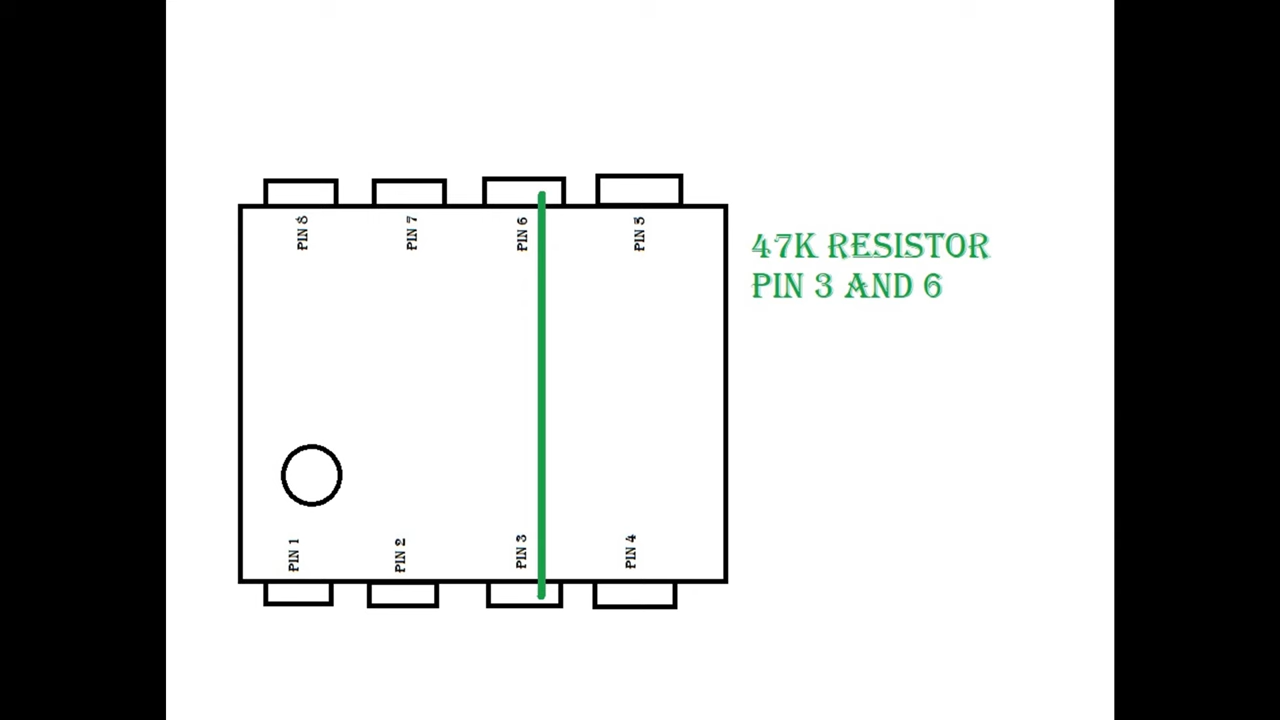 PIN 8
PIN 7
PIN 6
PIN 5
47K RESISTOR
PIN 3 AND 6
PIN 1
PIN 2
PIN 3
PIN 4